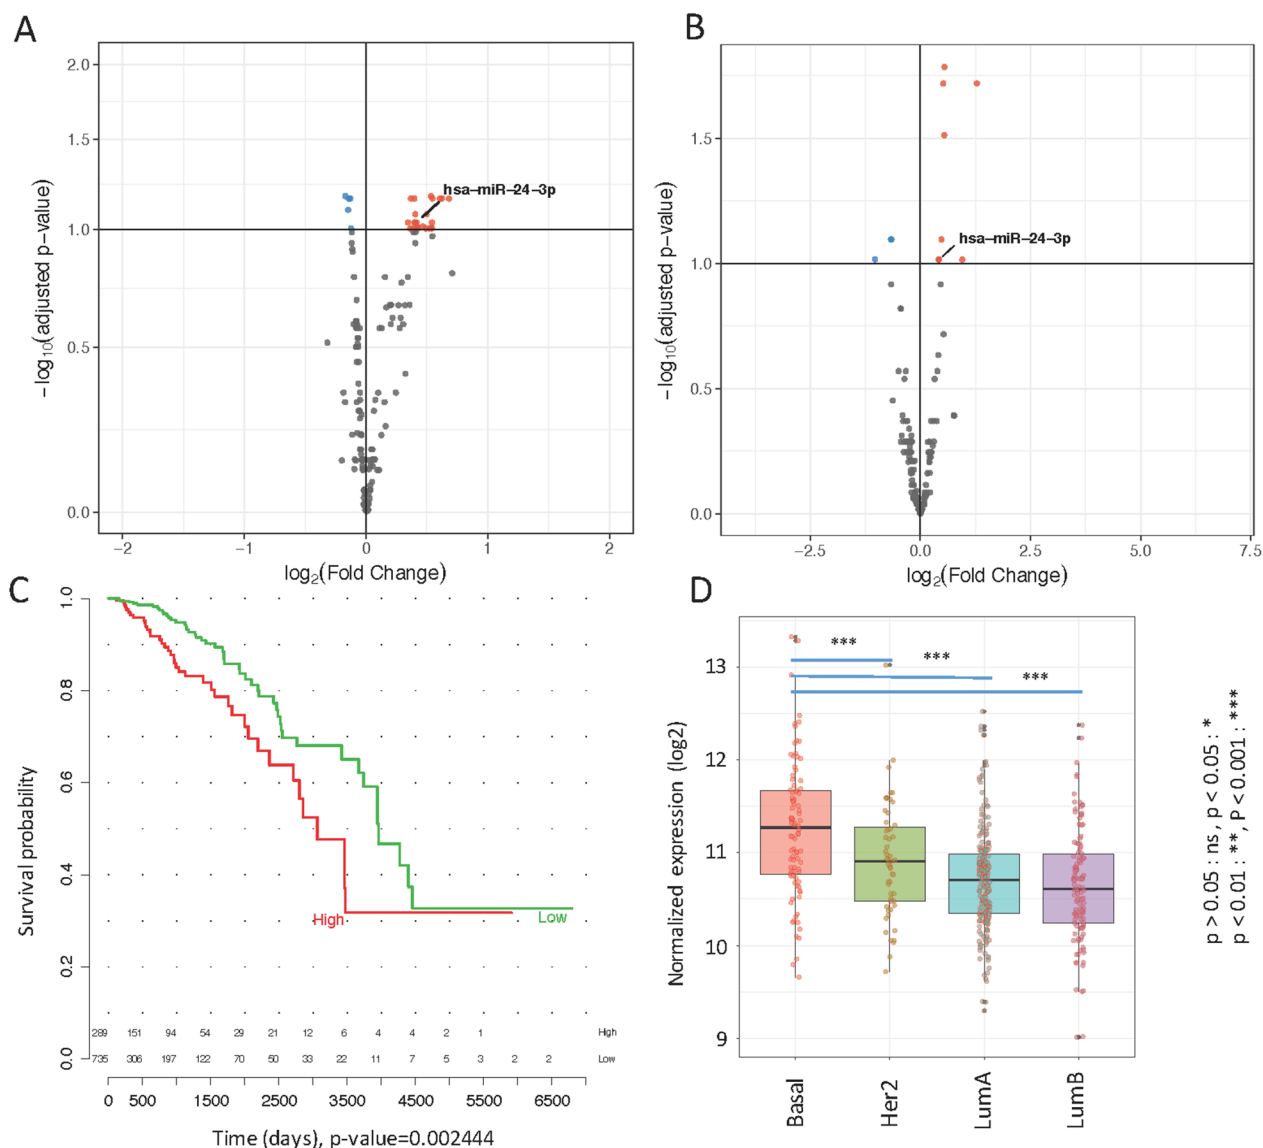 A
2.0
1.5
1.0
0.5
0.0
−log10(adjusted p−value)
hsa−miR−24−3p
−2
−1
0
1
2
log2(Fold Change)
B
1.5
1.0
0.5
0.0
−log10(adjusted p−value)
hsa−miR−24−3p
−2.5
0.0
2.5
5.0
7.5
log2(Fold Change)
C
1.0
0.8
0.6
0.4
0.2
0.0
Survival probability
High
Low
289 151 94 54 29 21 12 6 4 4 2 1 High
735 306 197 122 70 50 33 22 11 7 5 3 2 2 Low
0 500 1500 2500 3500 4500 5500 6500
Time (days), p-value=0.002444
D
13
12
11
10
9
Normalized expression (log2)
***
***
***
Basal
Her2
LumA
LumB
p > 0.05 : ns, p < 0.05 : *
p < 0.01 : **, P < 0.001 : ***